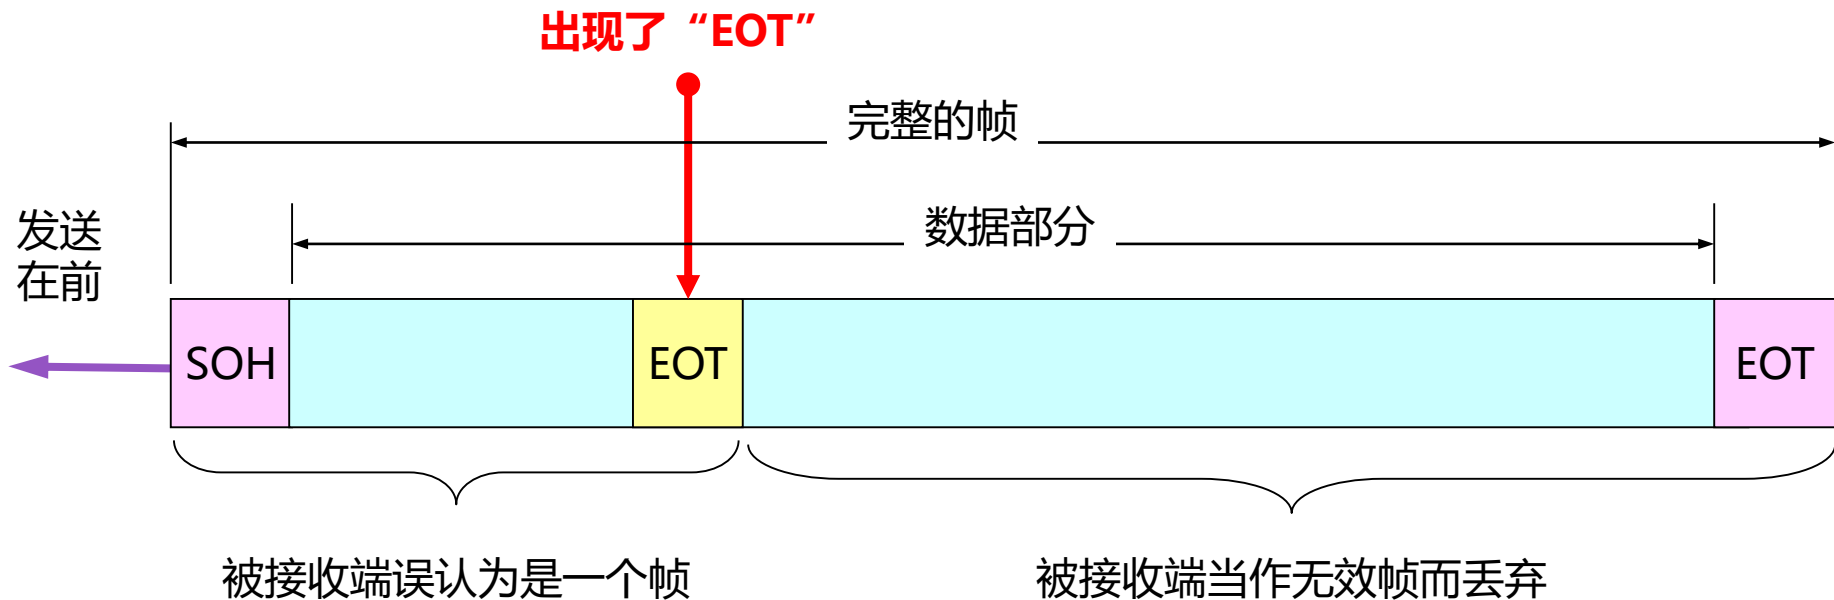 出现了“EOT”
完整的帧
数据部分
发送
在前
SOH
EOT
EOT
被接收端误认为是一个帧
被接收端当作无效帧而丢弃